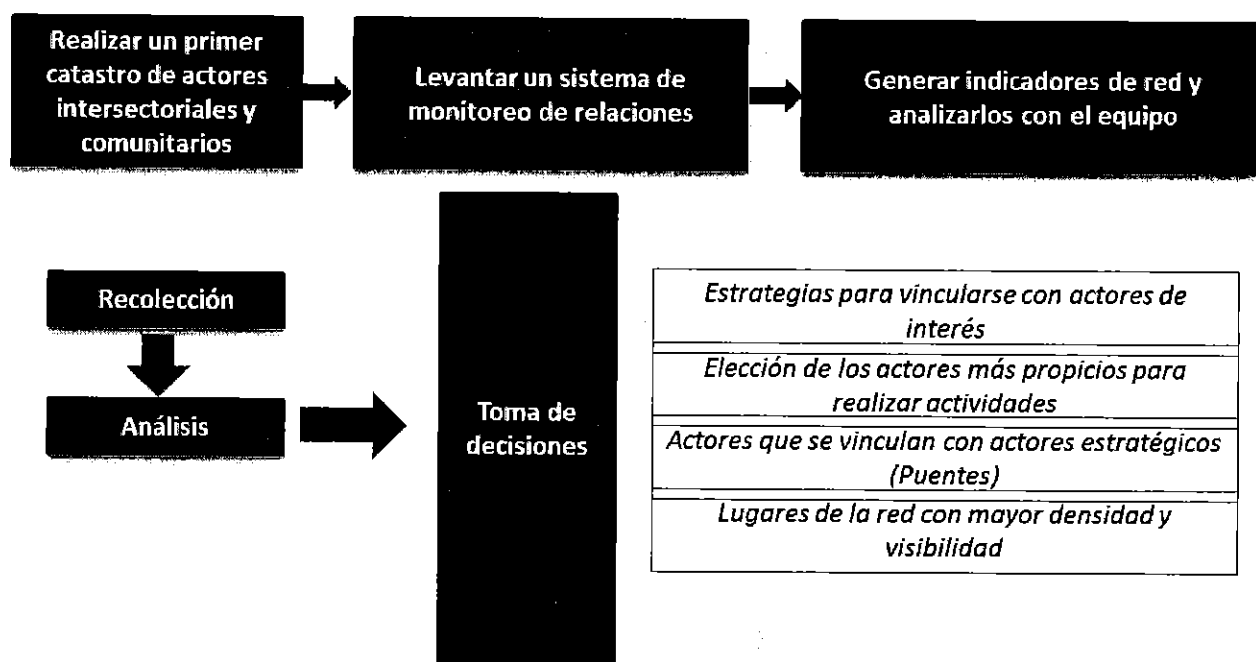 Realizar un primer
catastro de actores
intersectoriales y
comunitarios
Levantar un sistema de
monitoreo de relaciones
Generar indicadores de red y
analizarlos con el equipo
Recolección
Análisis
Toma de
decisiones
Estrategias para vincularse con actores de
interés
Elección de los actores más propicios para
realizar actividades
Actores que se vinculan con actores estratégicos
(Puentes)
Lugares de la red con mayor densidad y
visibilidad